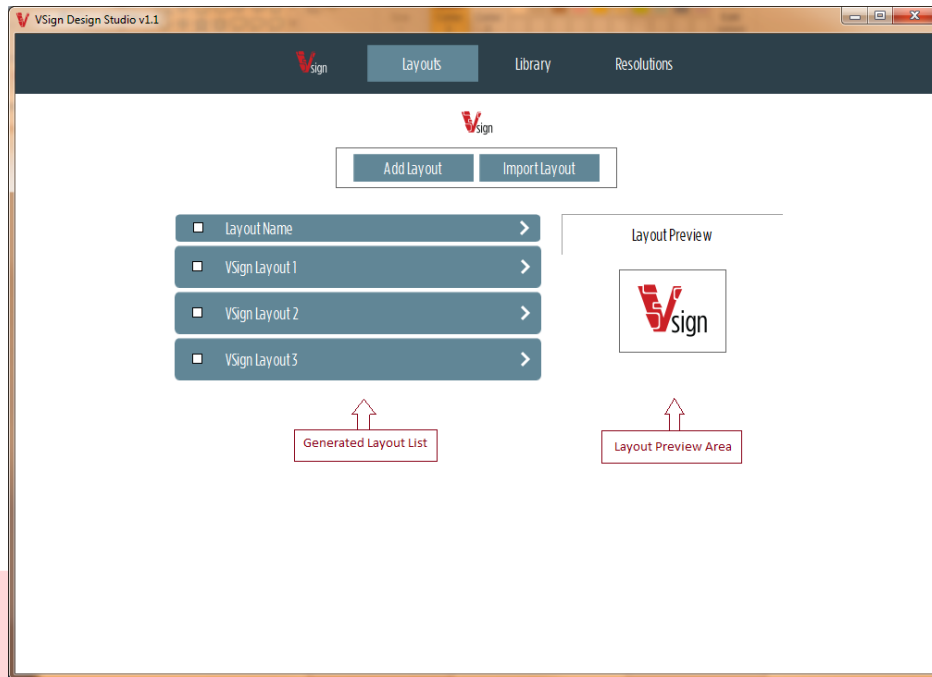 VSign Design Studio v1.1
Vsign Layouts Library Resolutions
Vsign
Add Layout Import Layout
Layout Name
Layout Preview
VSign Layout 1
VSign Layout 2
Vsign
VSign Layout 3
Generated Layout List
Layout Preview Area